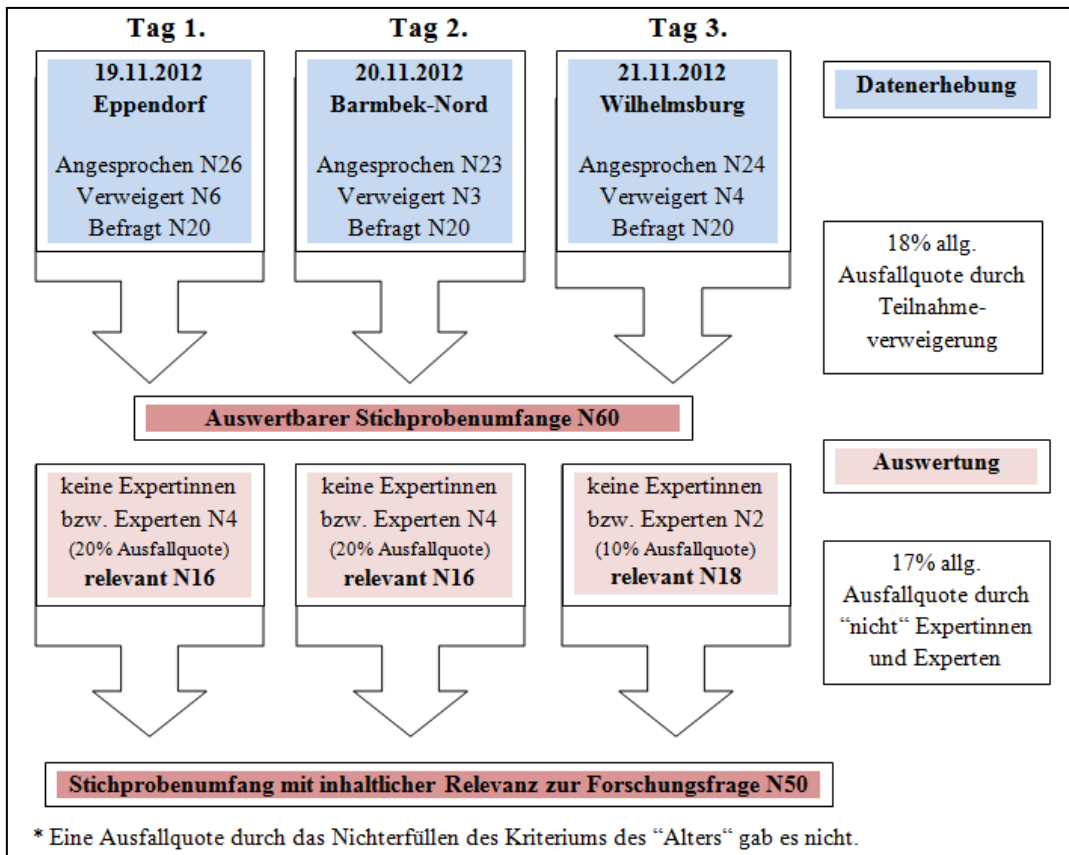 Tag 1.
Tag 2.
Tag 3.
19.11.2012
Eppendorf
Angesprochen N26
Verweigert N6
Befragt N20
20.11.2012
Barmbek-Nord
Angesprochen N23
Verweigert N3
Befragt N20
21.11.2012
Wilhelmsburg
Angesprochen N24
Verweigert N4
Befragt N20
Datenerhebung
18% allg.
Ausfallquote durch
Teilnahme-
verweigerung
Auswertbarer Stichprobenumfange N60
keine Expertinnen
bzw. Experten N4
(20% Ausfallquote)
relevant N16
keine Expertinnen
bzw. Experten N4
(20% Ausfallquote)
relevant N16
keine Expertinnen
bzw. Experten N2
(10% Ausfallquote)
relevant N18
Auswertung
17% allg.
Ausfallquote durch
“nicht“ Expertinnen
und Experten
Stichprobenumfang mit inhaltlicher Relevanz zur Forschungsfrage N50
* Eine Ausfallquote durch das Nichterfüllen des Kriteriums des “Alters“ gab es nicht.